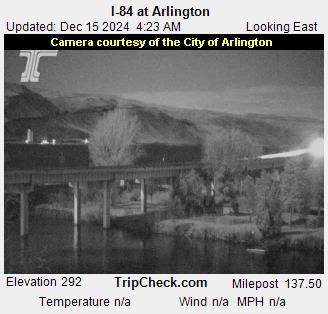 I-84 at Arlington
Updated: Dec 15 2024 4:23 AM Looking East
Camera courtesy of the City of Arlington
Elevation 292 TripCheck.com Milepost 137.50
Temperature n/a Wind n/a MPH n/a